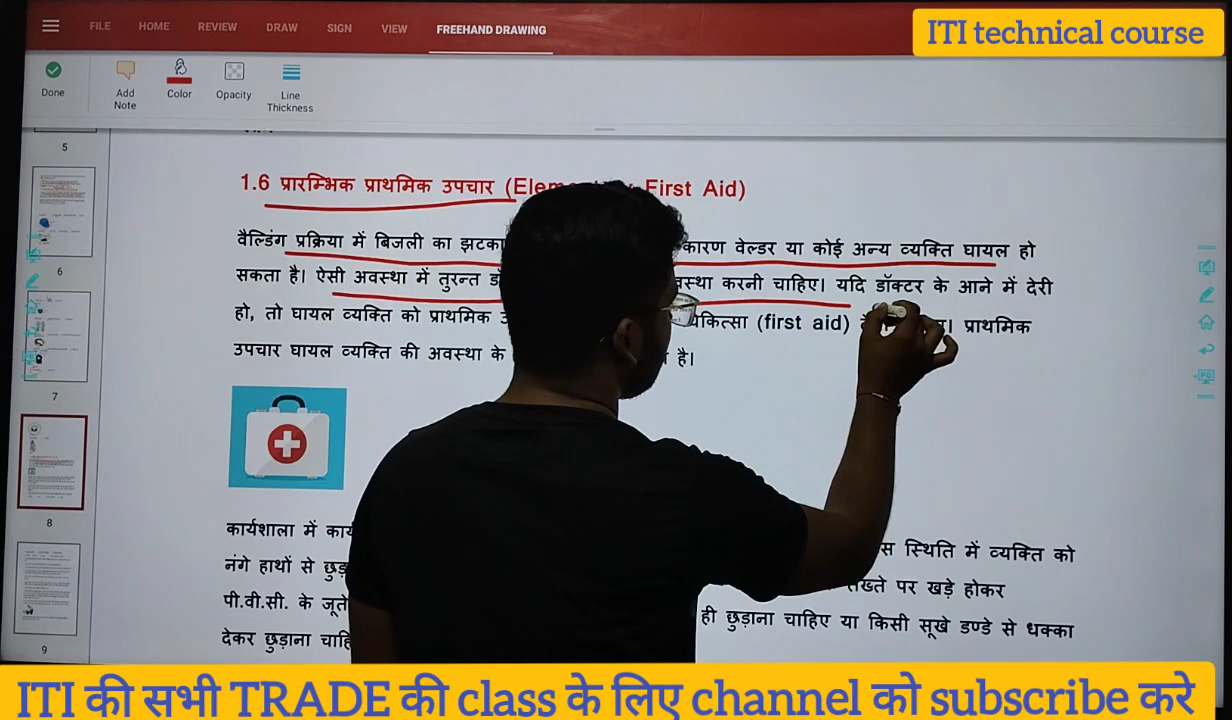 ITI technical course
FILE HOME REVIEW DRAW SIGN VIEW FREEHAND DRAWING
Done Add Note Color Opacity Line Thickness
5
1.6 प्रारम्भिक प्राथमिक उपचार ( First Aid)
वैल्डिंग प्रक्रिया में बिजली का झटका कारण वेल्डर या कोई अन्य व्यक्ति घायल हो
सकता है। ऐसी अवस्था में तुरन्त करनी चाहिए। यदि डॉक्टर के आने में देरी
6
हो, तो घायल व्यक्ति को प्राथमिक (first aid) प्राथमिक
उपचार घायल व्यक्ति की अवस्था के है।
7
8
कार्यशाला में स्थिति में व्यक्ति को
नंगे हाथों से तख्ते पर खड़े होकर
पी.वी.सी. के जूते ही छुड़ाना चाहिए या किसी सूखे डण्डे से धक्का
देकर छुड़ाना
9
ITI की सभी TRADE की class के लिए channel को subscribe करे